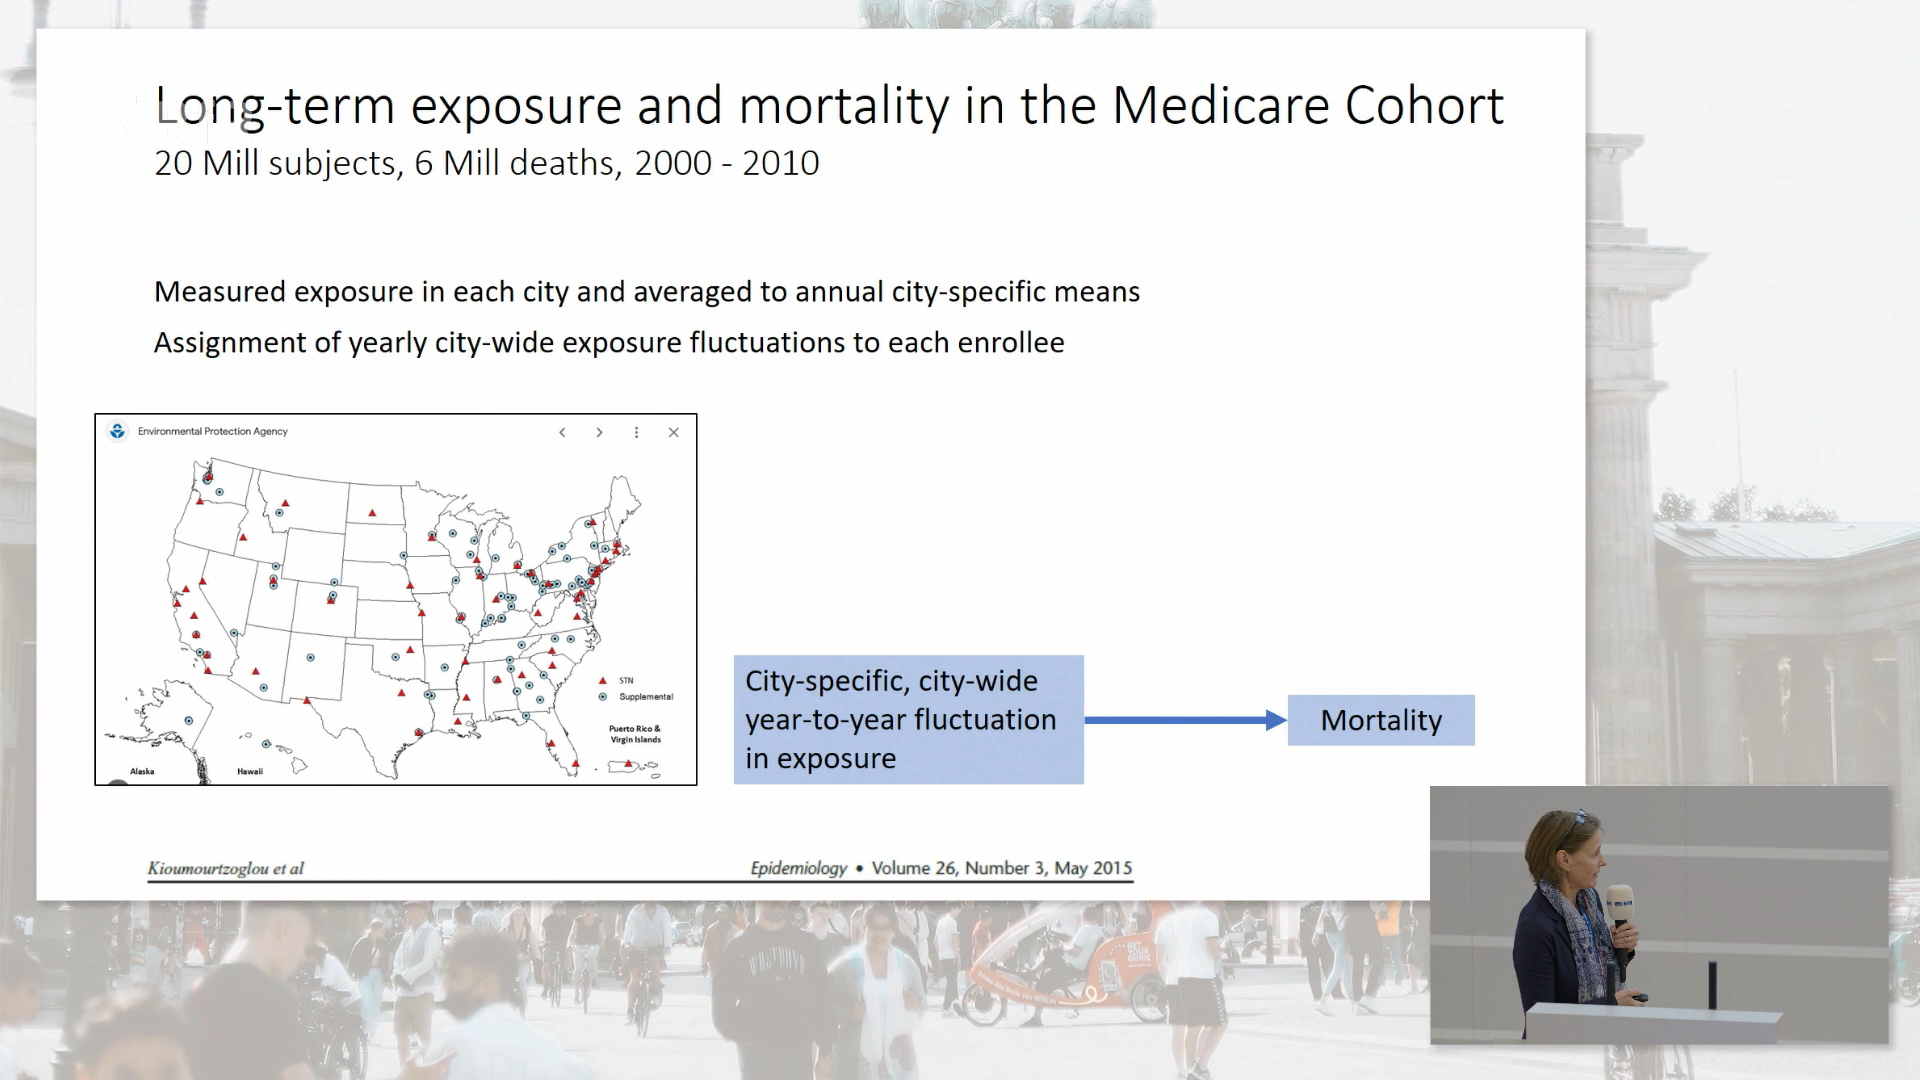 Long-term exposure and mortality in the Medicare Cohort
20 Mill subjects, 6 Mill deaths, 2000 - 2010
Measured exposure in each city and averaged to annual city-specific means
Assignment of yearly city-wide exposure fluctuations to each enrollee
Environmental Protection Agency
STN
Supplemental
Puerto Rico &
Virgin Islands
Alaska
Hawaii
City-specific, city-wide
year-to-year fluctuation
in exposure
Mortality
Kioumourtzoglou et al
Epidemiology • Volume 26, Number 3, May 2015
GET
YOUR
GUIDE